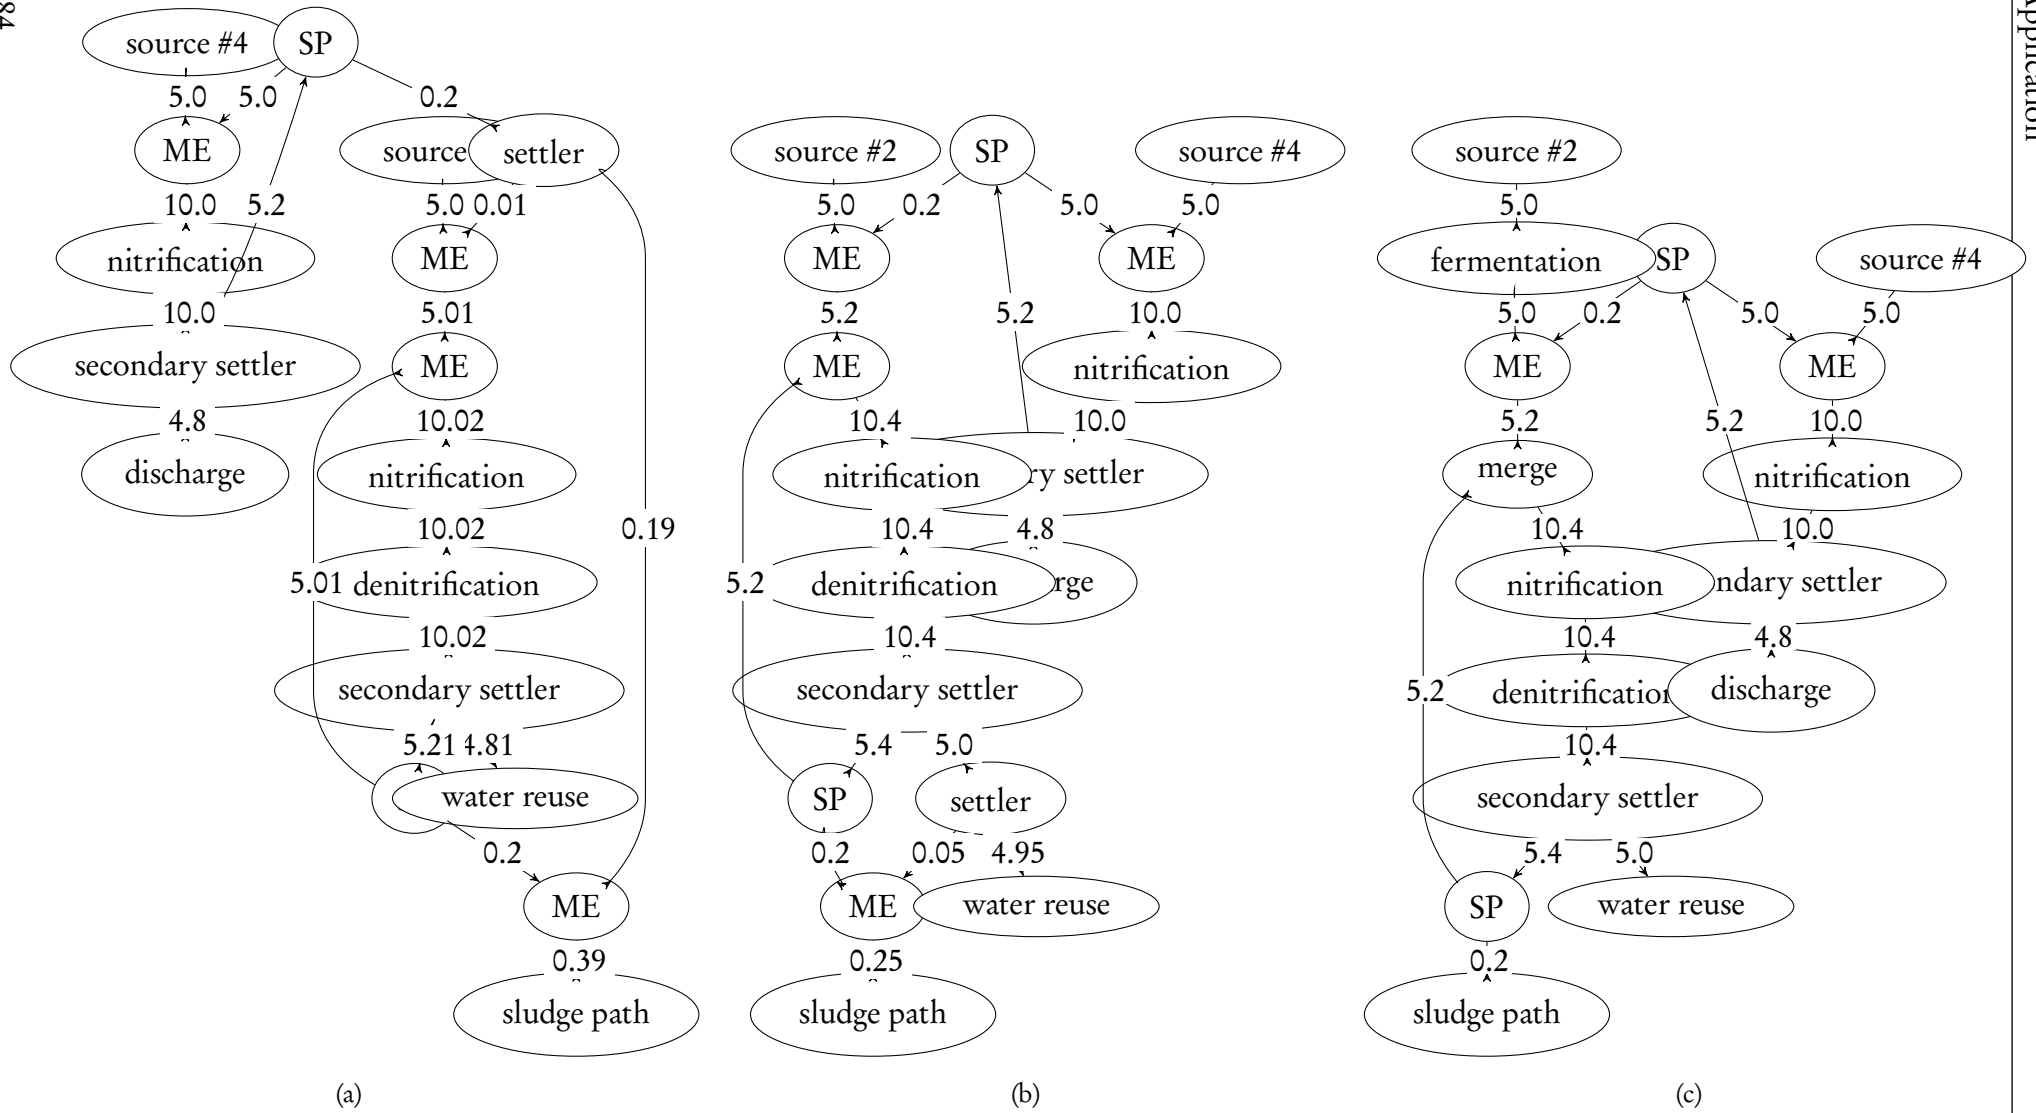 84
Application
source #4
SP
5.0
5.0
0.2
ME
source
settler
10.0
5.2
5.0
0.01
nitrification
ME
10.0
5.01
secondary settler
ME
4.8
10.02
discharge
nitrification
10.02
0.19
5.01
denitrification
10.02
secondary settler
5.21
4.81
water reuse
0.2
ME
0.39
sludge path
(a)
source #2
SP
source #4
5.0
0.2
5.0
5.0
ME
ME
5.2
5.2
10.0
ME
nitrification
10.4
10.0
nitrification
ry settler
10.4
4.8
5.2
denitrification
rge
10.4
secondary settler
5.4
5.0
SP
settler
0.2
0.05
4.95
ME
water reuse
0.25
sludge path
(b)
source #2
5.0
fermentation
SP
source #4
5.0
0.2
5.0
5.0
ME
ME
5.2
5.2
10.0
merge
nitrification
10.4
10.0
nitrification
ndary settler
10.4
4.8
5.2
denitrification
discharge
10.4
secondary settler
5.4
5.0
SP
water reuse
0.2
sludge path
(c)